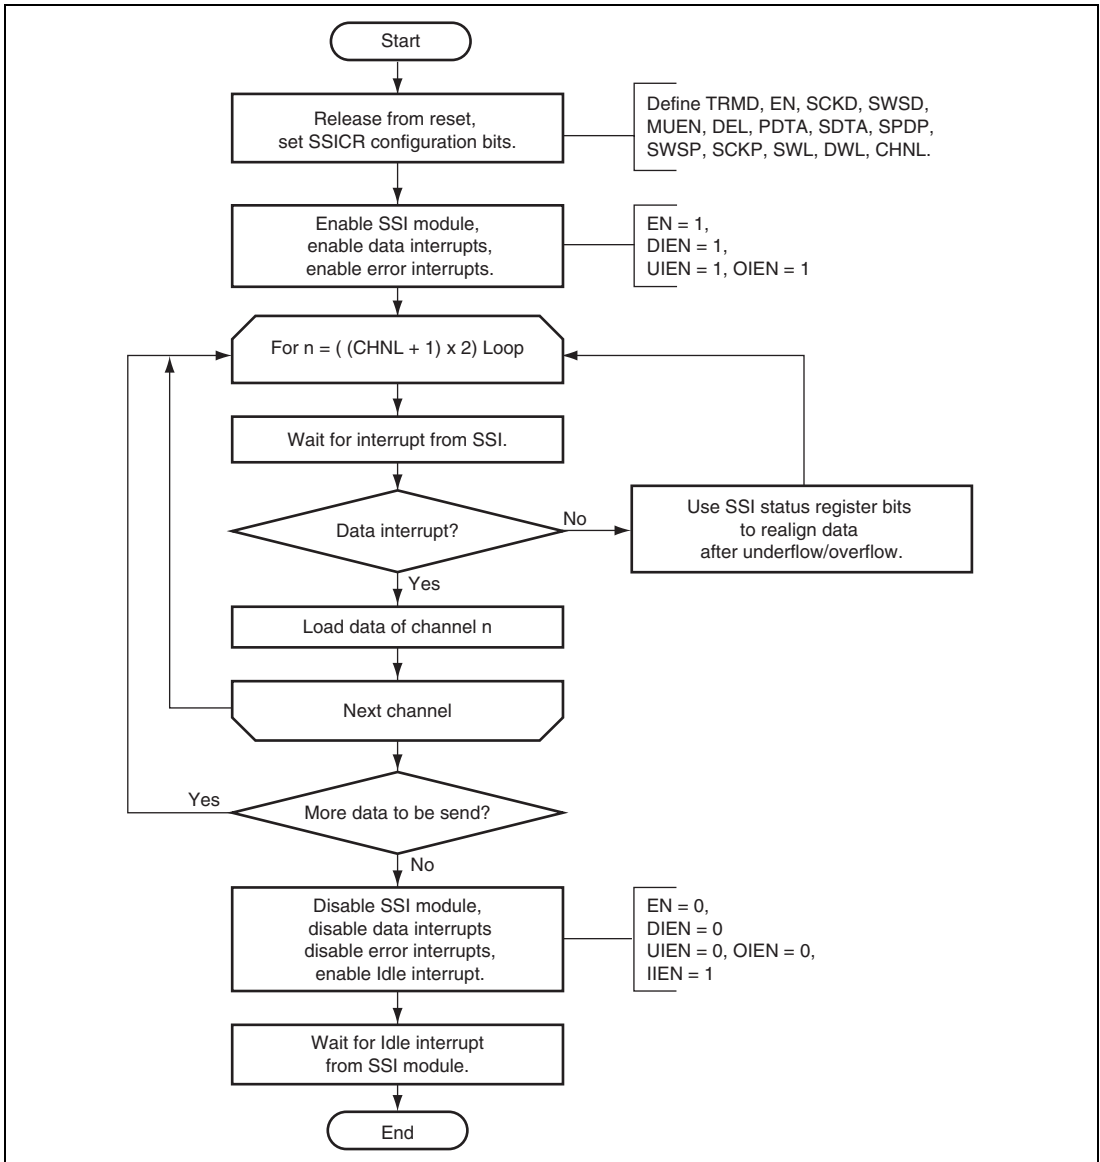 Start
Release from reset,
set SSICR configuration bits.
Define TRMD, EN, SCKD, SWSD,
MUEN, DEL, PDTA, SDTA, SPDP,
SWSP, SCKP, SWL, DWL, CHNL.
Enable SSI module,
enable data interrupts,
enable error interrupts.
EN = 1,
DIEN = 1,
UIEN = 1, OIEN = 1
For n = ( (CHNL + 1) x 2) Loop
Wait for interrupt from SSI.
Data interrupt?
No
Use SSI status register bits
to realign data
after underflow/overflow.
Yes
Load data of channel n
Next channel
Yes
More data to be send?
No
Disable SSI module,
disable data interrupts
disable error interrupts,
enable Idle interrupt.
EN = 0,
DIEN = 0
UIEN = 0, OIEN = 0,
IIEN = 1
Wait for Idle interrupt
from SSI module.
End